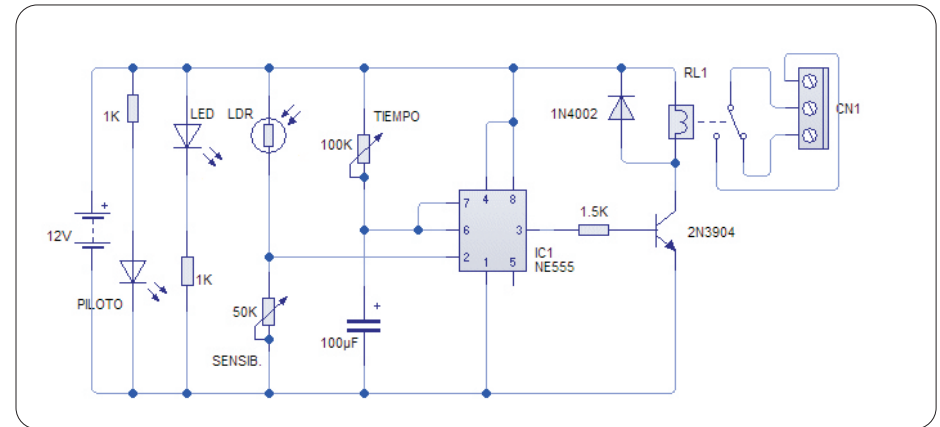 RL1
1K
LED
LDR
TIEMPO
1N4002
CN1
100K
7
4
8
12V
+
6
3
1.5K
2N3904
2
1
5
IC1
NE555
PILOTO
1K
50K
+
100µF
SENSIB.